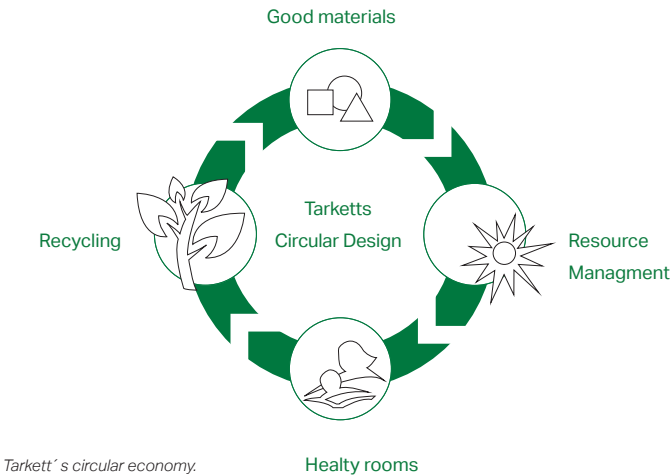 Good materials
Tarketts
Circular Design
Recycling
Resource
Managment
Tarkett´s circular economy.
Healty rooms